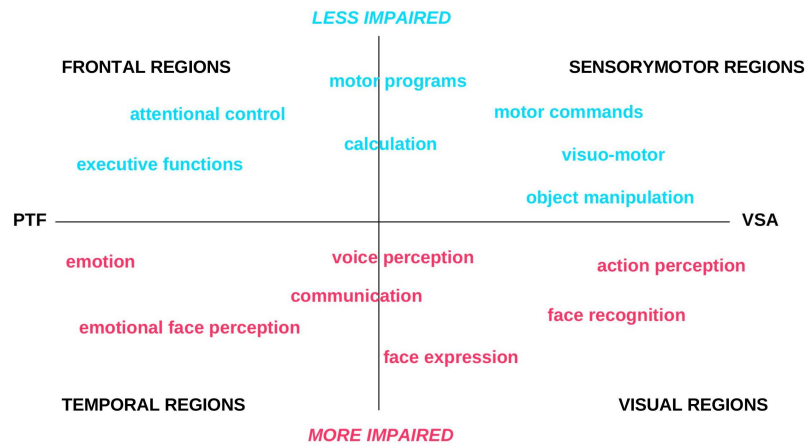 LESS IMPAIRED
FRONTAL REGIONS
SENSORYMOTOR REGIONS
motor programs
attentional control
motor commands
calculation
visuo-motor
executive functions
object manipulation
PTF
VSA
emotion
voice perception
action perception
communication
face recognition
emotional face perception
face expression
TEMPORAL REGIONS
VISUAL REGIONS
MORE IMPAIRED